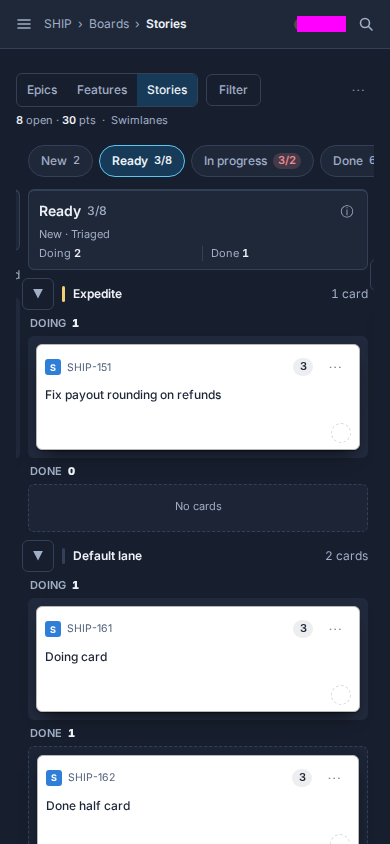 SHIP › Boards › Stories
Epics Features Stories Filter ...
8 open · 30 pts · Swimlanes
New 2 Ready 3/8 In progress 3/2 Done 6
Ready 3/8
New · Triaged
Doing 2 Done 1
d
Expedite 1 card
DOING 1
S SHIP-151 3 ...
Fix payout rounding on refunds
DONE 0
No cards
Default lane 2 cards
DOING 1
S SHIP-161 3 ...
Doing card
DONE 1
S SHIP-162 3 ...
Done half card